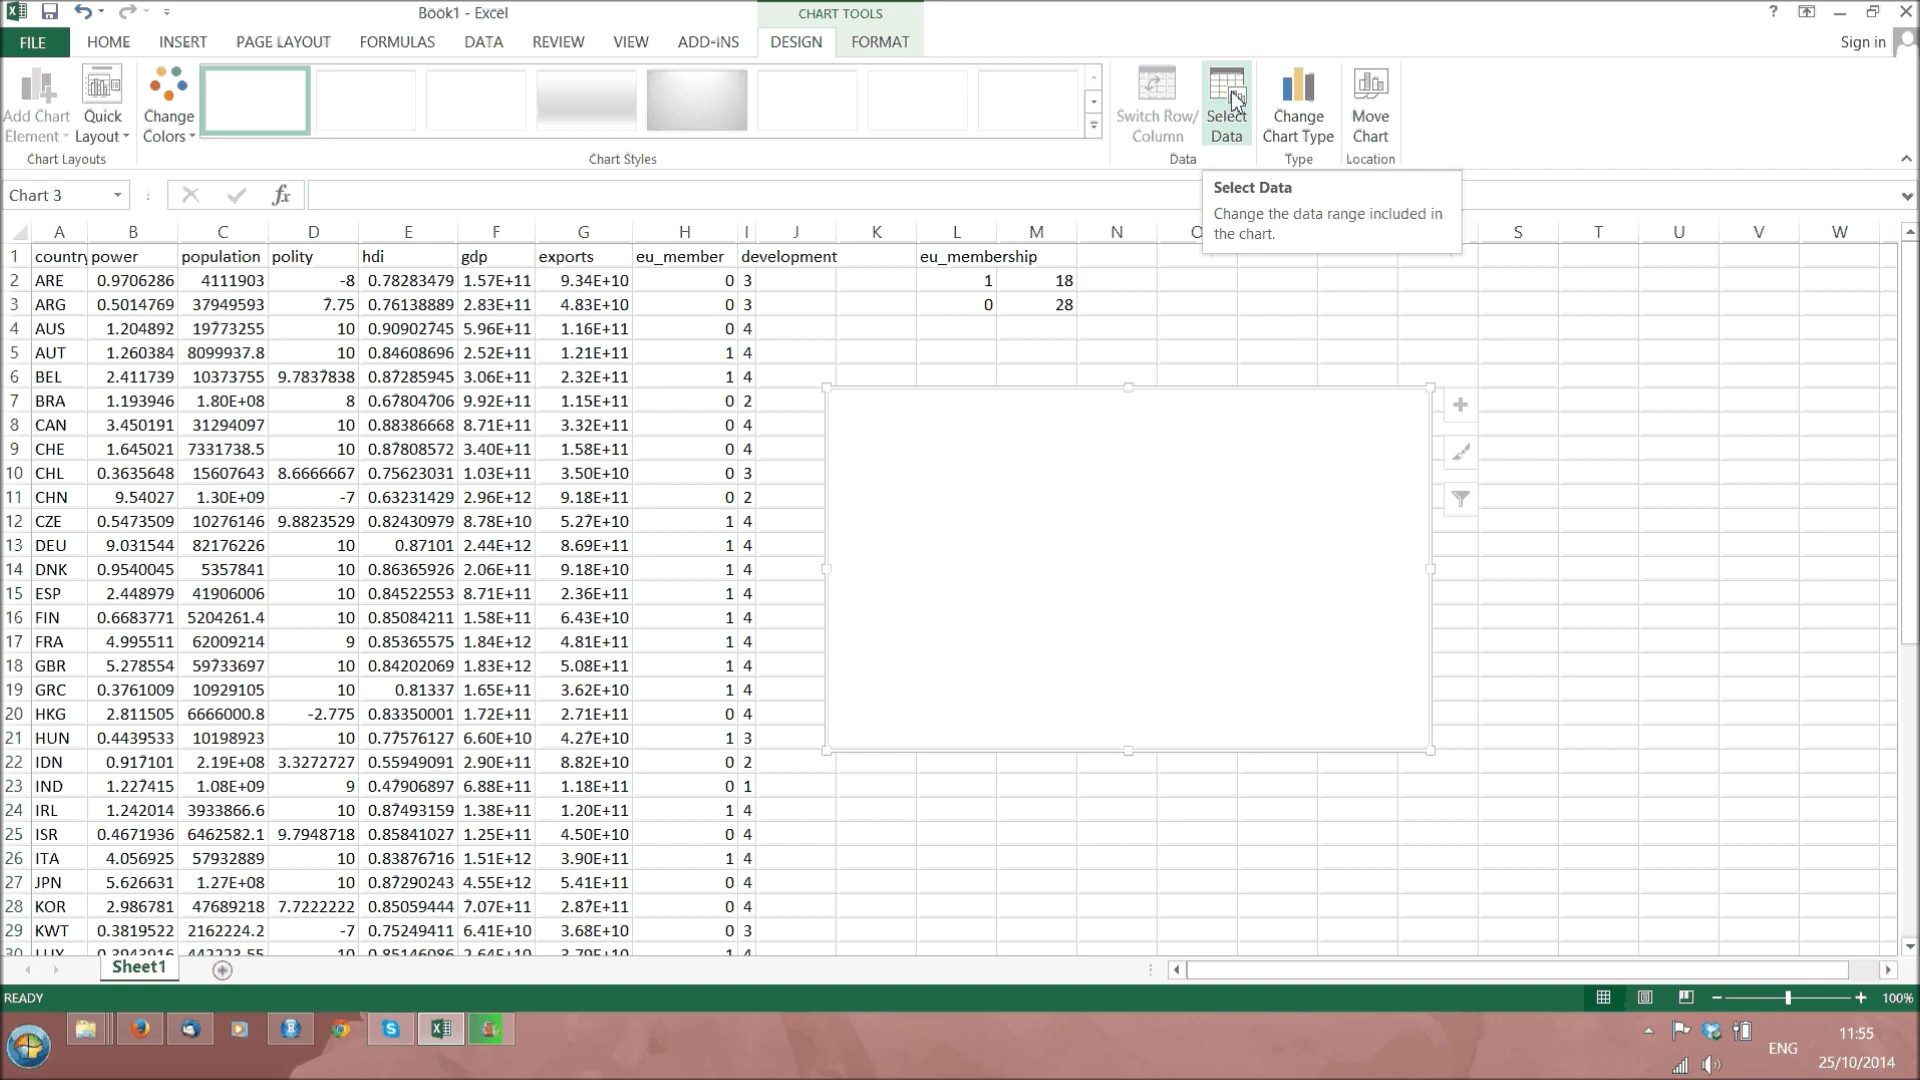 Book1 - Excel
CHART TOOLS
?
FILE HOME INSERT PAGE LAYOUT FORMULAS DATA REVIEW VIEW ADD-INS DESIGN FORMAT Sign in
Add Chart Element
Quick Layout
Change Colors
Switch Row/ Column
Select Data
Change Chart Type
Move Chart
Chart Layouts Chart Styles Data Type Location
Chart 3 fx
Select Data
Change the data range included in
the chart.
A B C D E F G H I J K L M N S T U V W
1 country power population polity hdi gdp exports eu_member development eu_membership
2 ARE 0.9706286 4111903 -8 0.78283479 1.57E+11 9.34E+10 0 3 1 18
3 ARG 0.5014769 37949593 7.75 0.76138889 2.83E+11 4.83E+10 0 3 0 28
4 AUS 1.204892 19773255 10 0.90902745 5.96E+11 1.16E+11 0 4
5 AUT 1.260384 8099937.8 10 0.84608696 2.52E+11 1.21E+11 1 4
6 BEL 2.411739 10373755 9.7837838 0.87285945 3.06E+11 2.32E+11 1 4
7 BRA 1.193946 1.80E+08 8 0.67804706 9.92E+11 1.15E+11 0 2
8 CAN 3.450191 31294097 10 0.88386668 8.71E+11 3.32E+11 0 4
9 CHE 1.645021 7331738.5 10 0.87808572 3.40E+11 1.58E+11 0 4
10 CHL 0.3635648 15607643 8.6666667 0.75623031 1.03E+11 3.50E+10 0 3
11 CHN 9.54027 1.30E+09 -7 0.63231429 2.96E+12 9.18E+11 0 2
12 CZE 0.5473509 10276146 9.8823529 0.82430979 8.78E+10 5.27E+10 1 4
13 DEU 9.031544 82176226 10 0.87101 2.44E+12 8.69E+11 1 4
14 DNK 0.9540045 5357841 10 0.86365926 2.06E+11 9.18E+10 1 4
15 ESP 2.448979 41906006 10 0.84522553 8.71E+11 2.36E+11 1 4
16 FIN 0.6683771 5204261.4 10 0.85084211 1.58E+11 6.43E+10 1 4
17 FRA 4.995511 62009214 9 0.85365575 1.84E+12 4.81E+11 1 4
18 GBR 5.278554 59733697 10 0.84202069 1.83E+12 5.08E+11 1 4
19 GRC 0.3761009 10929105 10 0.81337 1.65E+11 3.62E+10 1 4
20 HKG 2.811505 6666000.8 -2.775 0.83350001 1.72E+11 2.71E+11 0 4
21 HUN 0.4439533 10198923 10 0.77576127 6.60E+10 4.27E+10 1 3
22 IDN 0.917101 2.19E+08 3.3272727 0.55949091 2.90E+11 8.82E+10 0 2
23 IND 1.227415 1.08E+09 9 0.47906897 6.88E+11 1.18E+11 0 1
24 IRL 1.242014 3933866.6 10 0.87493159 1.38E+11 1.20E+11 1 4
25 ISR 0.4671936 6462582.1 9.7948718 0.85841027 1.25E+11 4.50E+10 0 4
26 ITA 4.056925 57932889 10 0.83876716 1.51E+12 3.90E+11 1 4
27 JPN 5.626631 1.27E+08 10 0.87290243 4.55E+12 5.41E+11 0 4
28 KOR 2.986781 47689218 7.7222222 0.85059444 7.07E+11 2.87E+11 0 4
29 KWT 0.3819522 2162224.2 -7 0.75249411 6.41E+10 3.68E+10 0 3
30 LUX 0.3943916 442223.55 10 0.85146086 2.64E+10 3.79E+10 1 4
Sheet1
READY 100%
11:55
ENG
25/10/2014